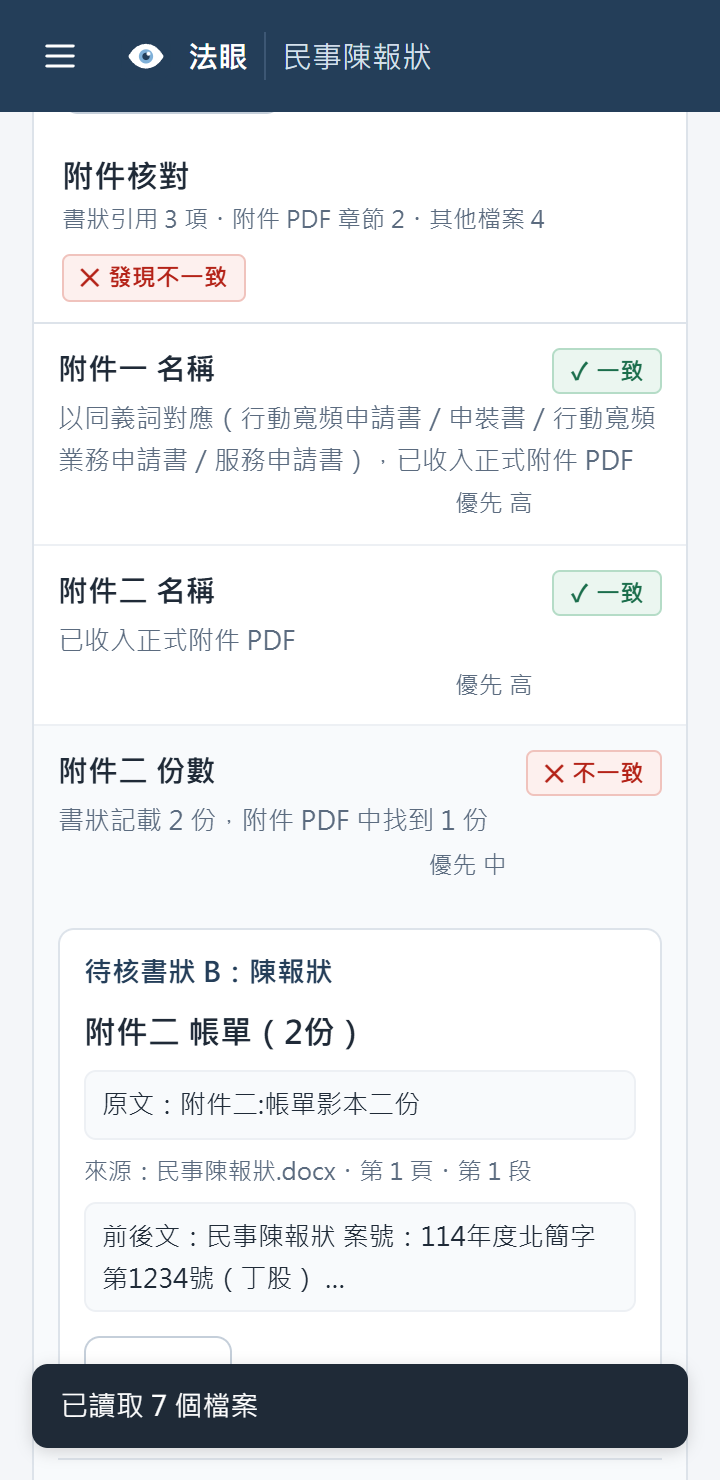 法眼 民事陳報狀
附件核對
書狀引用 3 項 · 附件 PDF 章節 2 · 其他檔案 4
✕ 發現不一致
附件一 名稱
✓ 一致
以同義詞對應（行動寬頻申請書 / 申裝書 / 行動寬頻
業務申請書 / 服務申請書），已收入正式附件 PDF
優先 高
附件二 名稱
✓ 一致
已收入正式附件 PDF
優先 高
附件二 份數
✕ 不一致
書狀記載 2 份，附件 PDF 中找到 1 份
優先 中
待核書狀 B：陳報狀
附件二 帳單（2份）
原文：附件二:帳單影本二份
來源：民事陳報狀.docx · 第 1 頁 · 第 1 段
前後文：民事陳報狀 案號：114年度北簡字
第1234號（丁股） ...
已讀取 7 個檔案